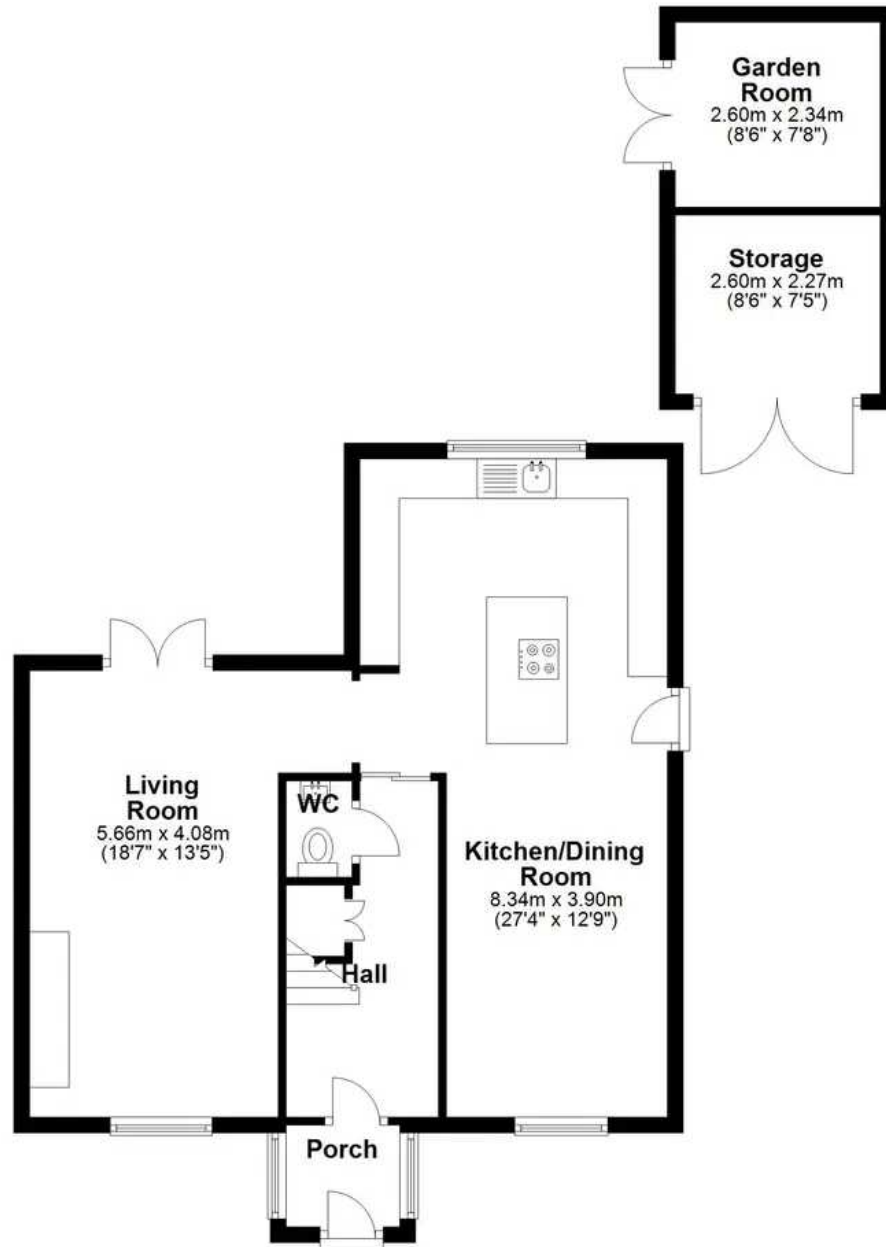 Garden
Room
2.60m x 2.34m
(8'6" x 7'8")
Storage
2.60m x 2.27m
(8'6" x 7'5")
Living
Room
5.66m x 4.08m
(18'7" x 13'5")
WC
Kitchen/Dining
Room
8.34m x 3.90m
(27'4" x 12'9")
Hall
Porch